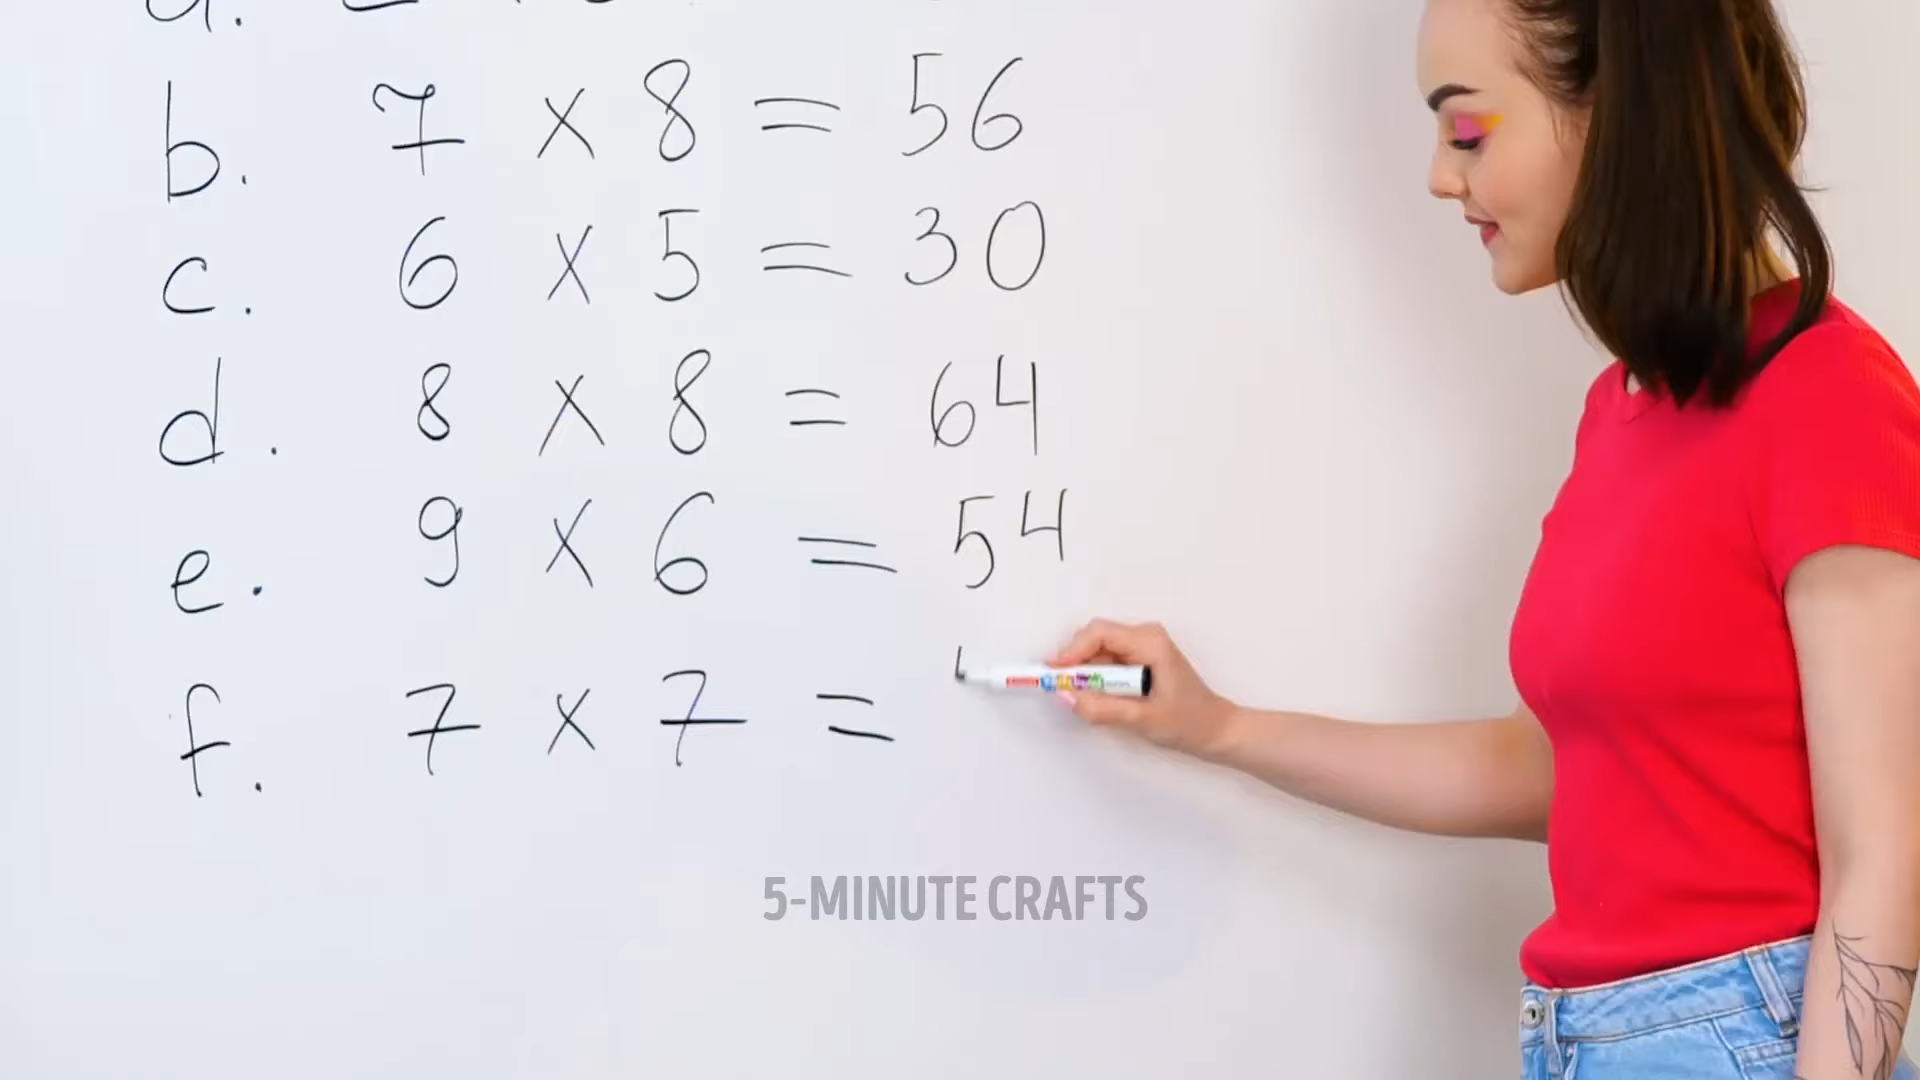 b. 7 x 8 = 56
c. 6 x 5 = 30
d. 8 x 8 = 64
e. 9 x 6 = 54
f. 7 x 7 =
5-MINUTE CRAFTS